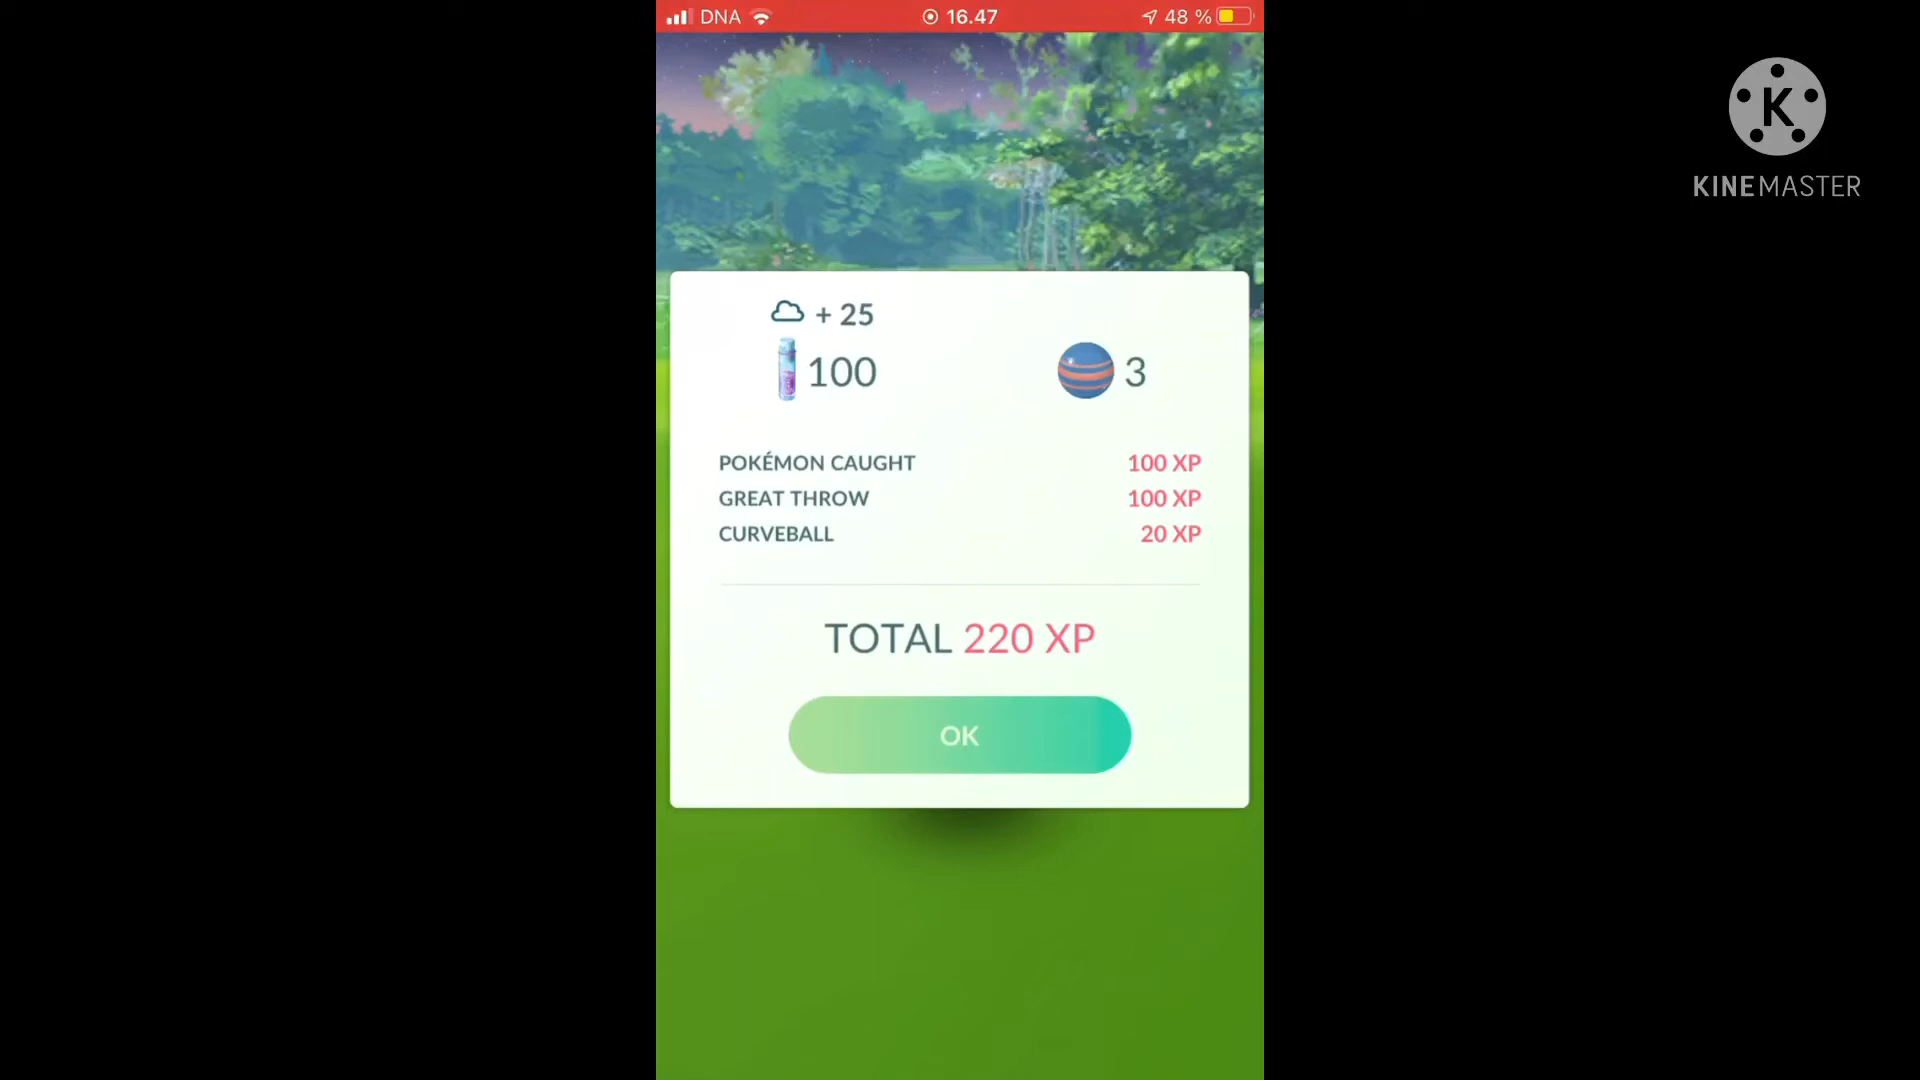 DNA 16.47 48 %
K
KINEMASTER
+ 25
100 3
POKÉMON CAUGHT 100 XP
GREAT THROW 100 XP
CURVEBALL 20 XP
TOTAL 220 XP
OK